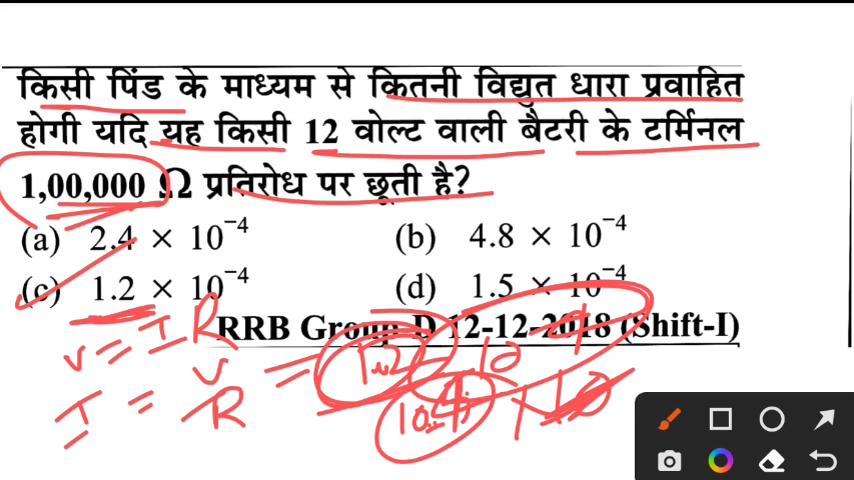 किसी पिंड के माध्यम से कितनी विद्युत धारा प्रवाहित
होगी यदि यह किसी 12 वोल्ट वाली बैटरी के टर्मिनल
1,00,000 Ω प्रतिरोध पर छूती है?
(a) 2.4 × 10⁻⁴ (b) 4.8 × 10⁻⁴
(c) 1.2 × 10⁻⁴ (d) 1.5 × 10⁻⁴
RRB Group-D 12-12-2018 (Shift-I)
V = IR
I = V/R =